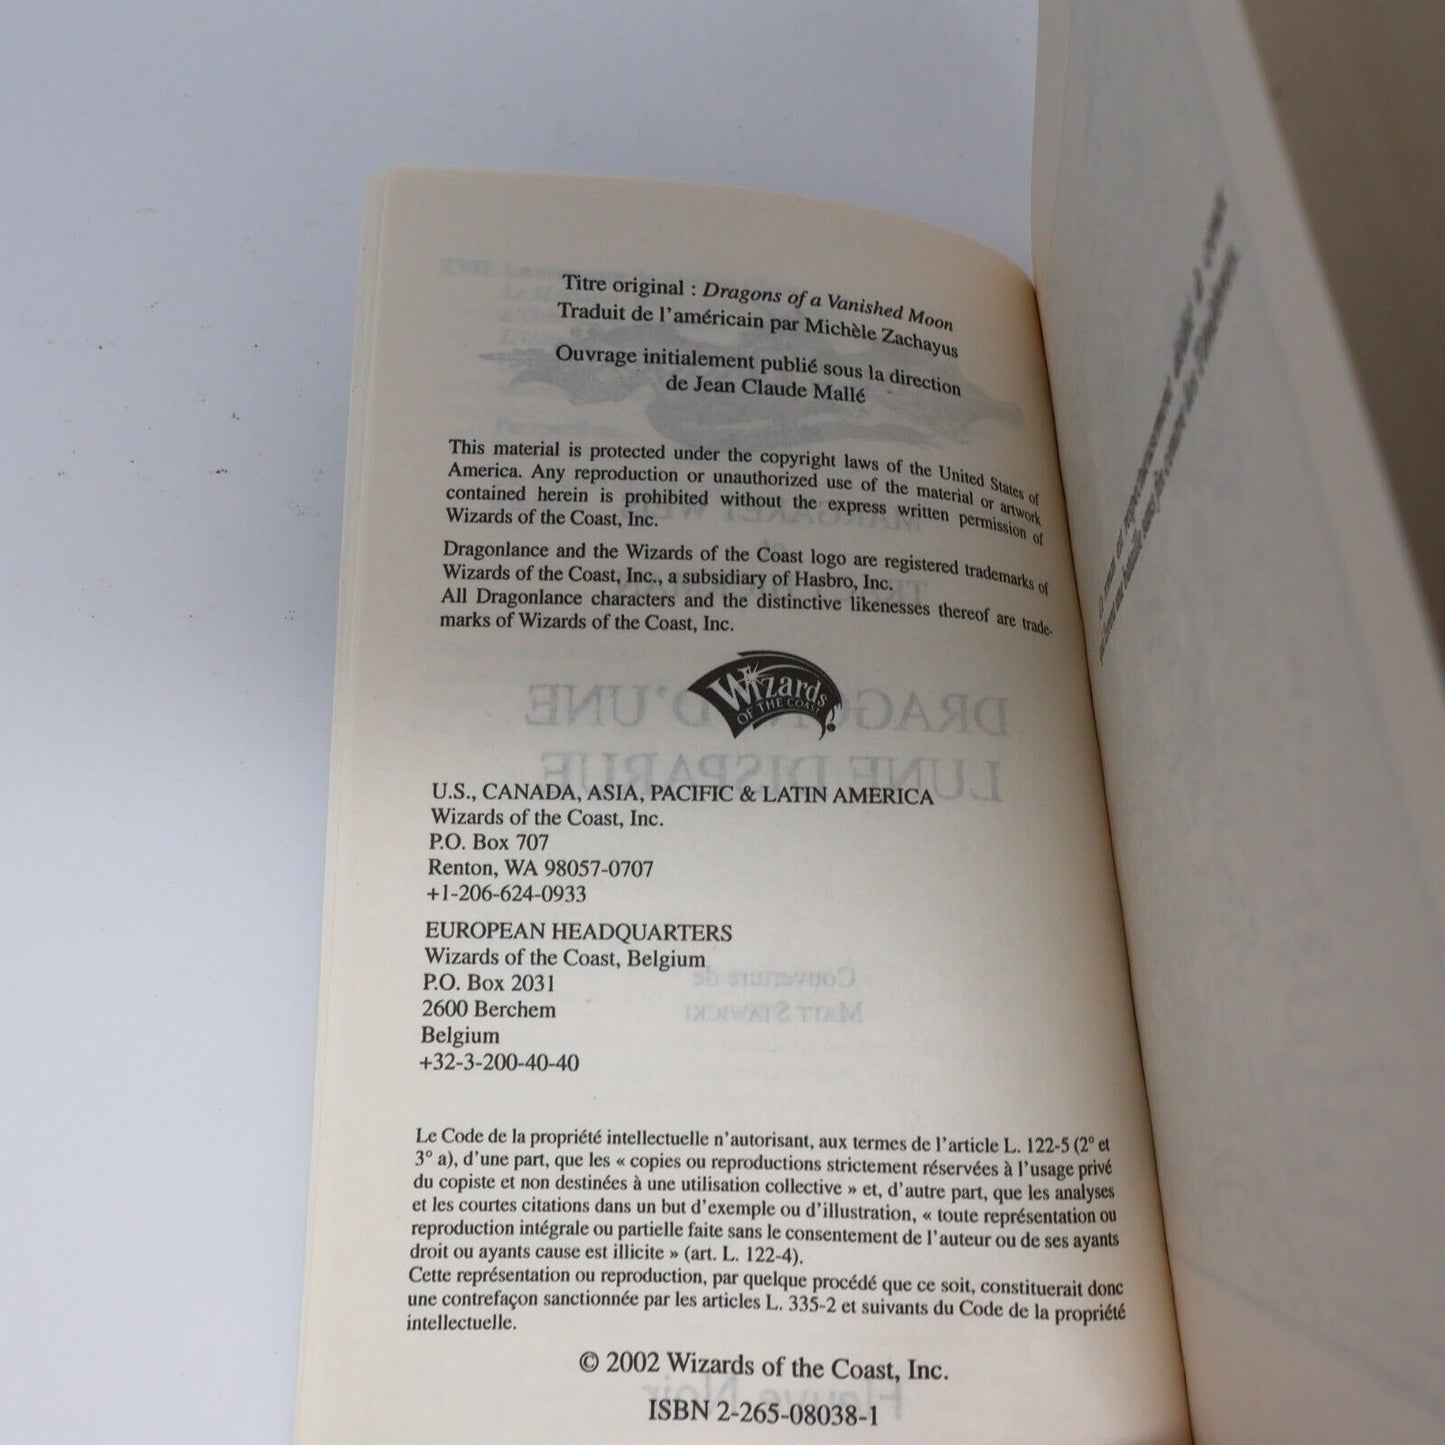 Titre original : Dragons of a Vanished Moon
Traduit de l'américain par Michèle Zachayus
Ouvrage initialement publié sous la direction
de Jean Claude Mallé
This material is protected under the copyright laws of the United States of
America. Any reproduction or unauthorized use of the material or artwork
contained herein is prohibited without the express written permission of
Wizards of the Coast, Inc.
Dragonlance and the Wizards of the Coast logo are registered trademarks of
Wizards of the Coast, Inc., a subsidiary of Hasbro, Inc.
All Dragonlance characters and the distinctive likenesses thereof are trade-
marks of Wizards of the Coast, Inc.
Wizards
OF THE COAST
U.S., CANADA, ASIA, PACIFIC & LATIN AMERICA
Wizards of the Coast, Inc.
P.O. Box 707
Renton, WA 98057-0707
+1-206-624-0933
EUROPEAN HEADQUARTERS
Wizards of the Coast, Belgium
P.O. Box 2031
2600 Berchem
Belgium
+32-3-200-40-40
Le Code de la propriété intellectuelle n'autorisant, aux termes de l'article L. 122-5 (2° et
3° a), d'une part, que les « copies ou reproductions strictement réservées à l'usage privé
du copiste et non destinées à une utilisation collective » et, d'autre part, que les analyses
et les courtes citations dans un but d'exemple ou d'illustration, « toute représentation ou
reproduction intégrale ou partielle faite sans le consentement de l'auteur ou de ses ayants
droit ou ayants cause est illicite » (art. L. 122-4).
Cette représentation ou reproduction, par quelque procédé que ce soit, constituerait donc
une contrefaçon sanctionnée par les articles L. 335-2 et suivants du Code de la propriété
intellectuelle.
© 2002 Wizards of the Coast, Inc.
ISBN 2-265-08038-1
DRAGONS D'UNE
LUNE DISPARUE
Couverture de
MATT STAWICKI
Fleuve Noir